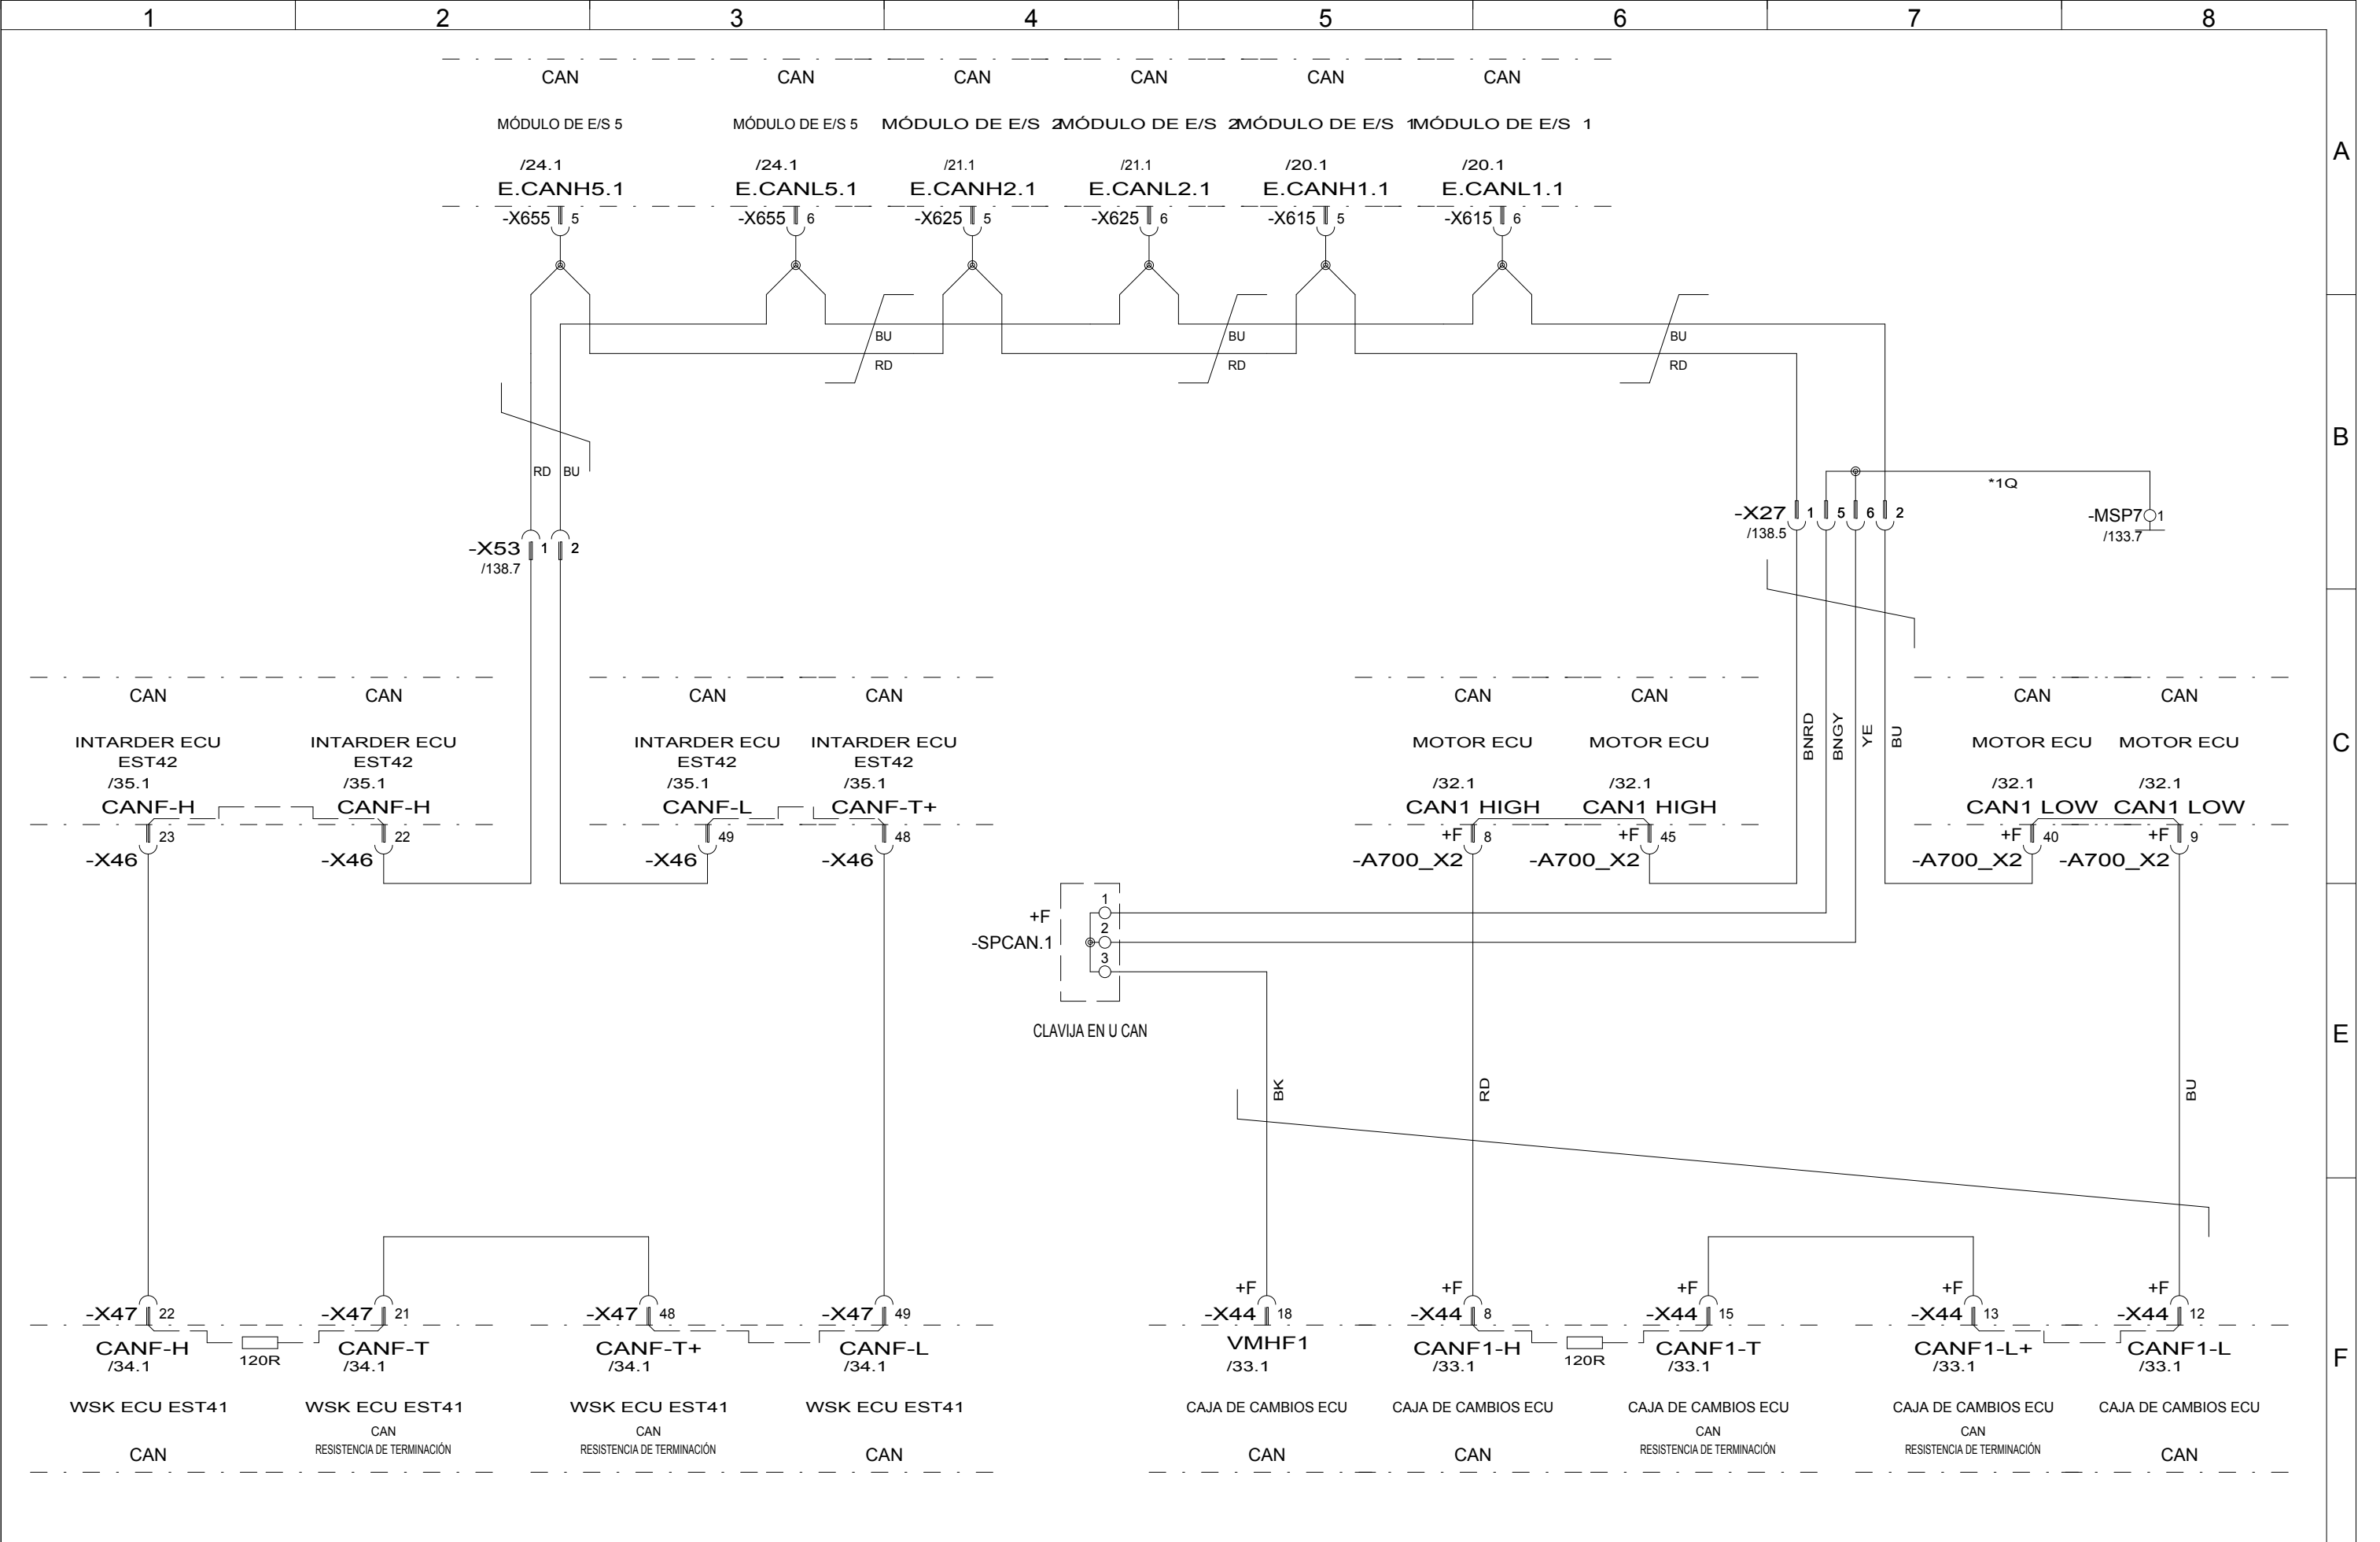 1 2 3 4 5 6 7 8
CAN CAN CAN CAN CAN CAN
MÓDULO DE E/S 5 MÓDULO DE E/S 5 MÓDULO DE E/S 2 MÓDULO DE E/S 2 MÓDULO DE E/S 1 MÓDULO DE E/S 1
A
/24.1 /24.1 /21.1 /21.1 /20.1 /20.1
E.CANH5.1 E.CANL5.1 E.CANH2.1 E.CANL2.1 E.CANH1.1 E.CANL1.1
-X655 5 -X655 6 -X625 5 -X625 6 -X615 5 -X615 6
BU BU BU
RD RD RD
B
RD BU
*1Q
-X27 1 5 6 2 -MSP7 1
/138.5 /133.7
-X53 1 2
/138.7
CAN CAN CAN CAN CAN CAN CAN CAN
BNRD BNGY YE BU
INTARDER ECU INTARDER ECU INTARDER ECU INTARDER ECU MOTOR ECU MOTOR ECU MOTOR ECU MOTOR ECU
C
EST42 EST42 EST42 EST42
/35.1 /35.1 /35.1 /35.1 /32.1 /32.1 /32.1 /32.1
CANF-H CANF-H CANF-L CANF-T+ CAN1 HIGH CAN1 HIGH CAN1 LOW CAN1 LOW
23 22 49 48 +F 8 +F 45 +F 40 +F 9
-X46 -X46 -X46 -X46 -A700_X2 -A700_X2 -A700_X2 -A700_X2
1
+F
2
-SPCAN.1
3
CLAVIJA EN U CAN
E
BK RD BU
+F +F +F +F +F
-X47 22 -X47 21 -X47 48 -X47 49 -X44 18 -X44 8 -X44 15 -X44 13 -X44 12
CANF-H 120R CANF-T CANF-T+ CANF-L VMHF1 CANF1-H 120R CANF1-T CANF1-L+ CANF1-L
F
/34.1 /34.1 /34.1 /34.1 /33.1 /33.1 /33.1 /33.1 /33.1
WSK ECU EST41 WSK ECU EST41 WSK ECU EST41 WSK ECU EST41 CAJA DE CAMBIOS ECU CAJA DE CAMBIOS ECU CAJA DE CAMBIOS ECU CAJA DE CAMBIOS ECU CAJA DE CAMBIOS ECU
CAN CAN CAN CAN
RESISTENCIA DE TERMINACIÓN RESISTENCIA DE TERMINACIÓN RESISTENCIA DE TERMINACIÓN RESISTENCIA DE TERMINACIÓN
CAN CAN CAN CAN CAN